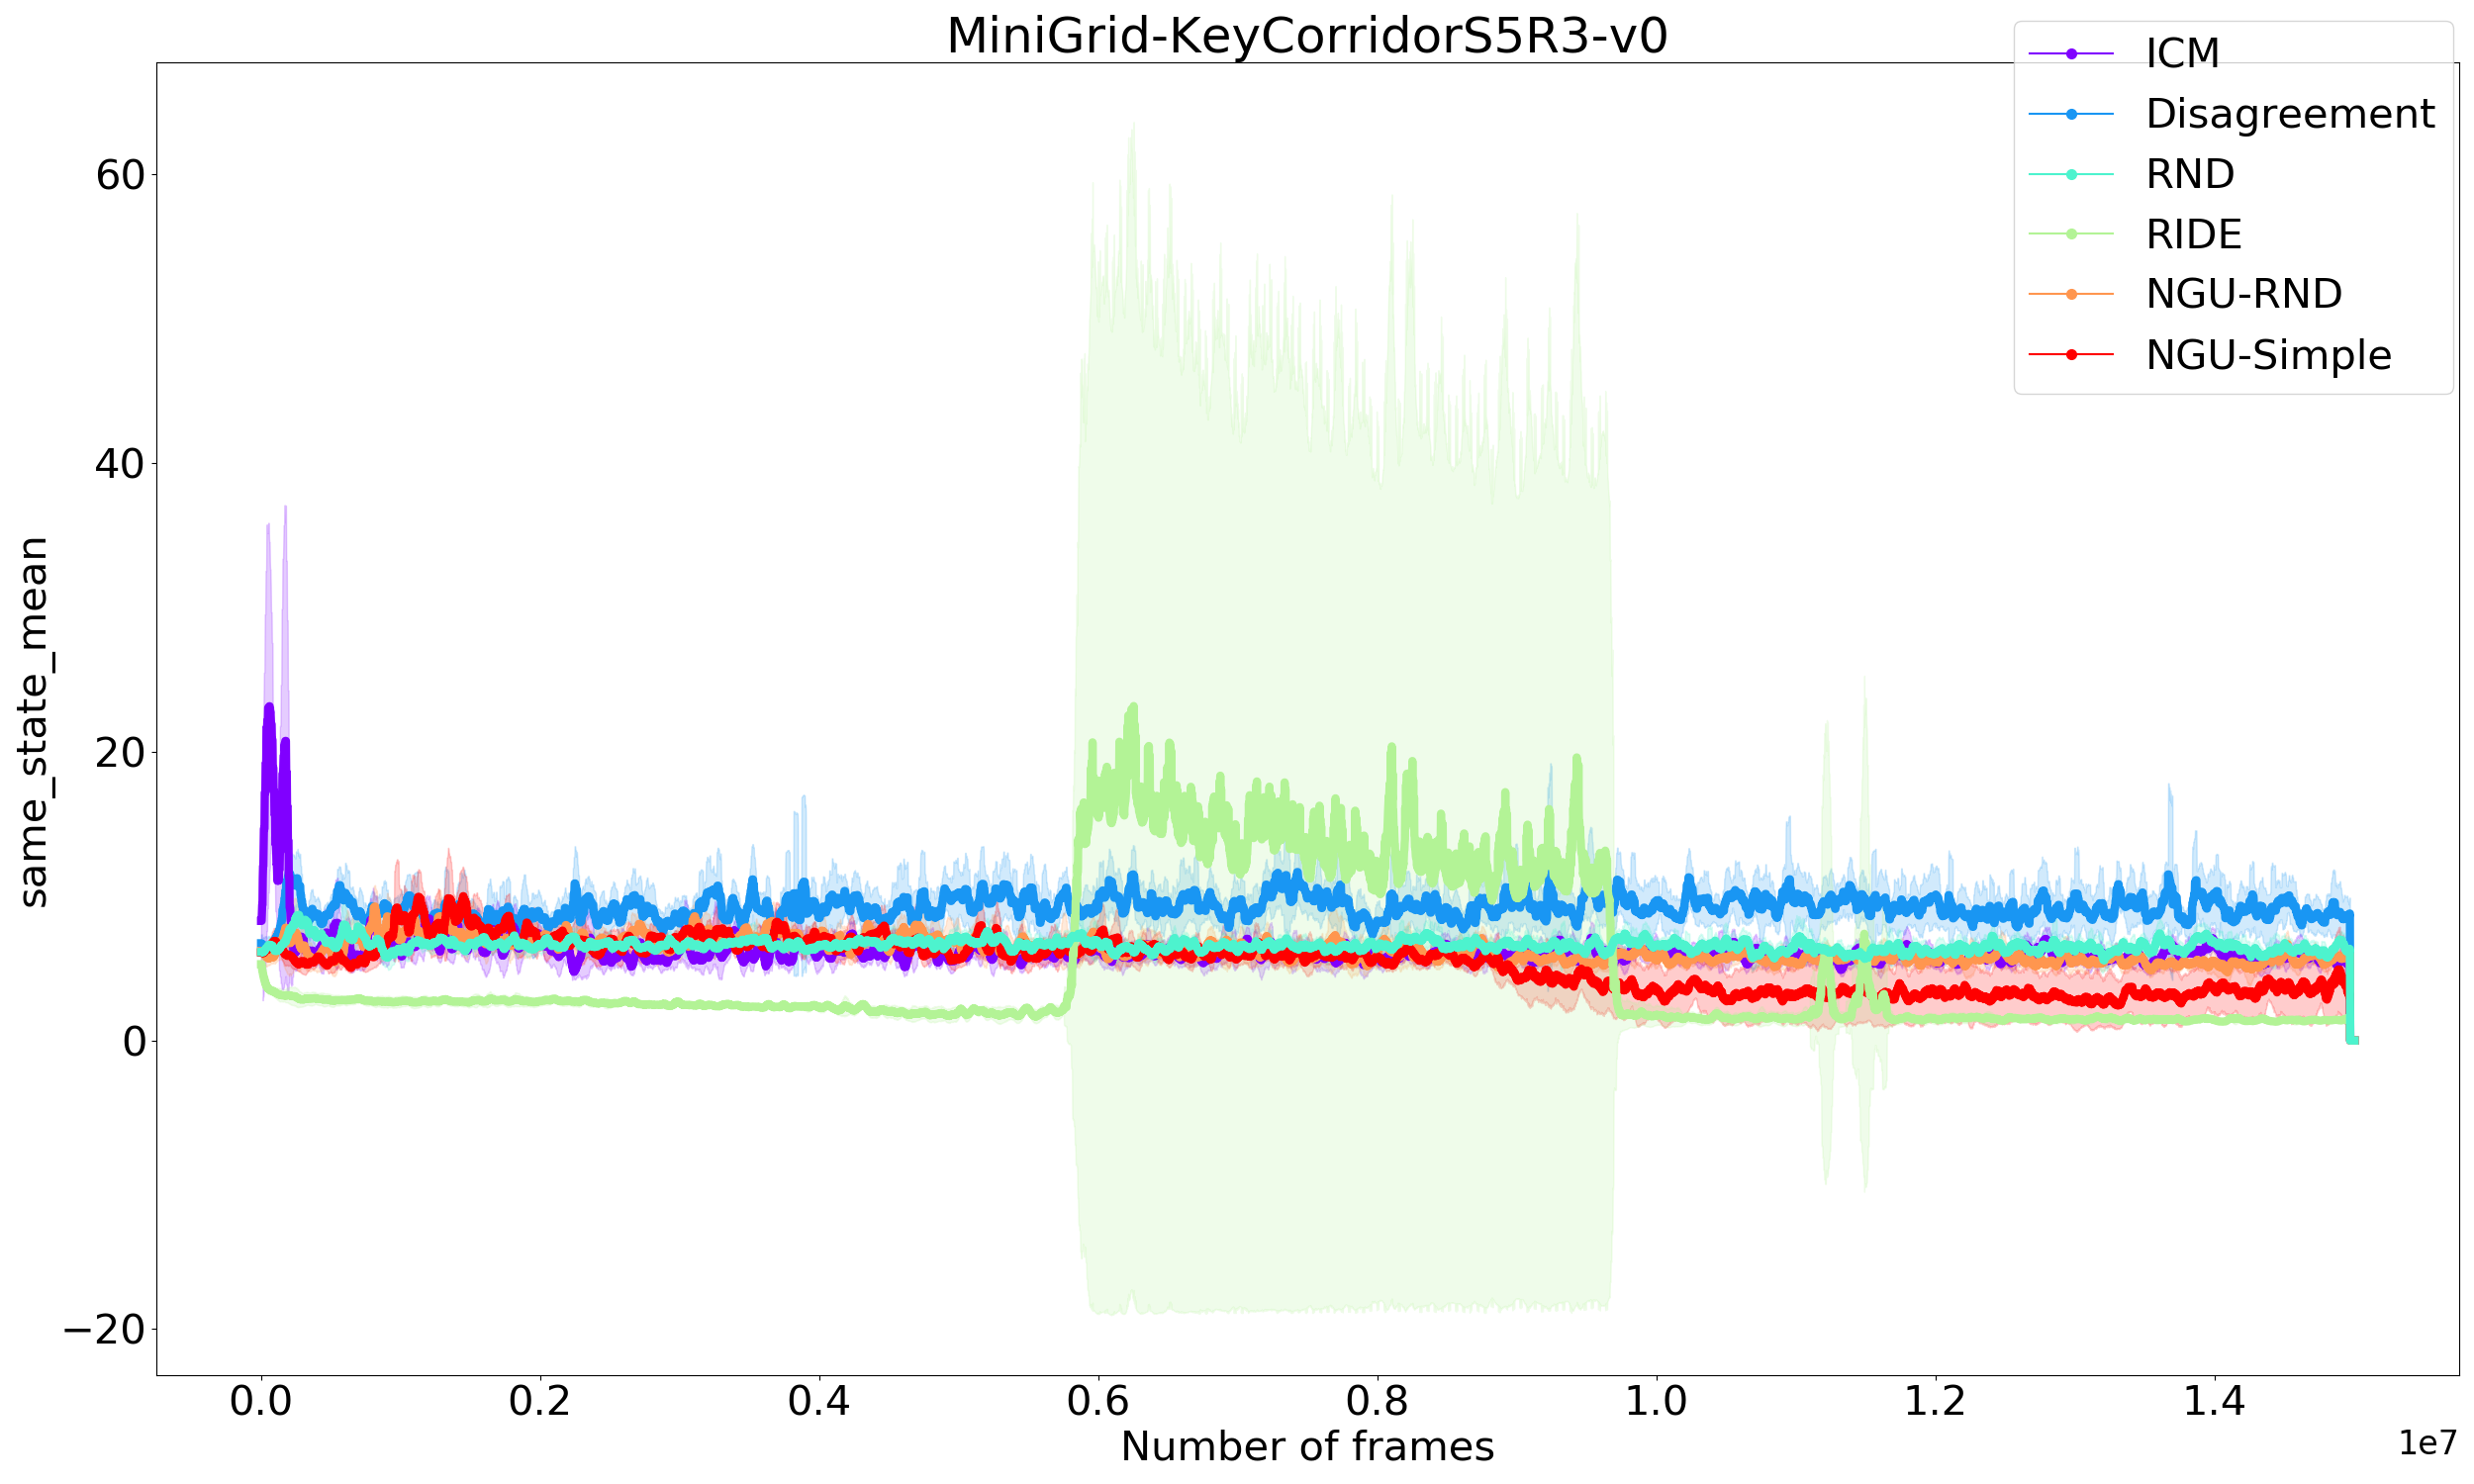 MiniGrid-KeyCorridorS5R3-v0
ICM
Disagreement
RND
RIDE
NGU-RND
NGU-Simple
same_state_mean
60
40
20
0
−20
0.0 0.2 0.4 0.6 0.8 1.0 1.2 1.4
1e7
Number of frames